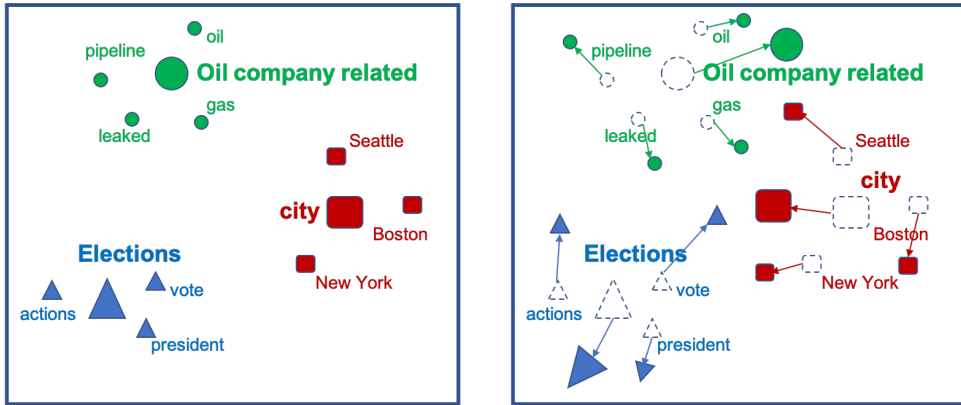 oil
pipeline
Oil company related
gas
leaked
Seattle
city
Boston
Elections
New York
vote
actions
president
oil
pipeline
Oil company related
gas
leaked
Seattle
city
Boston
Elections
New York
vote
actions
president